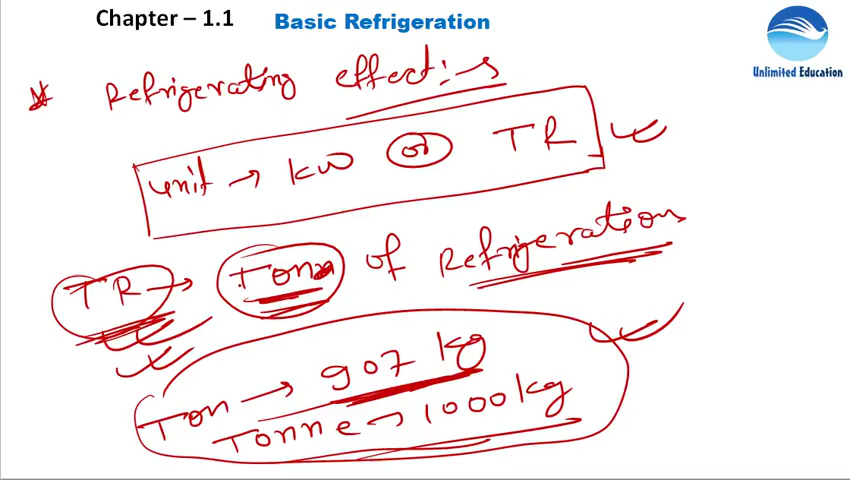 Chapter – 1.1 Basic Refrigeration
Unlimited Education
Refrigerating effect:-
Unit → kW or TR
TR → Tonn of Refrigeration
Ton → 907 kg
Tonne → 1000 kg